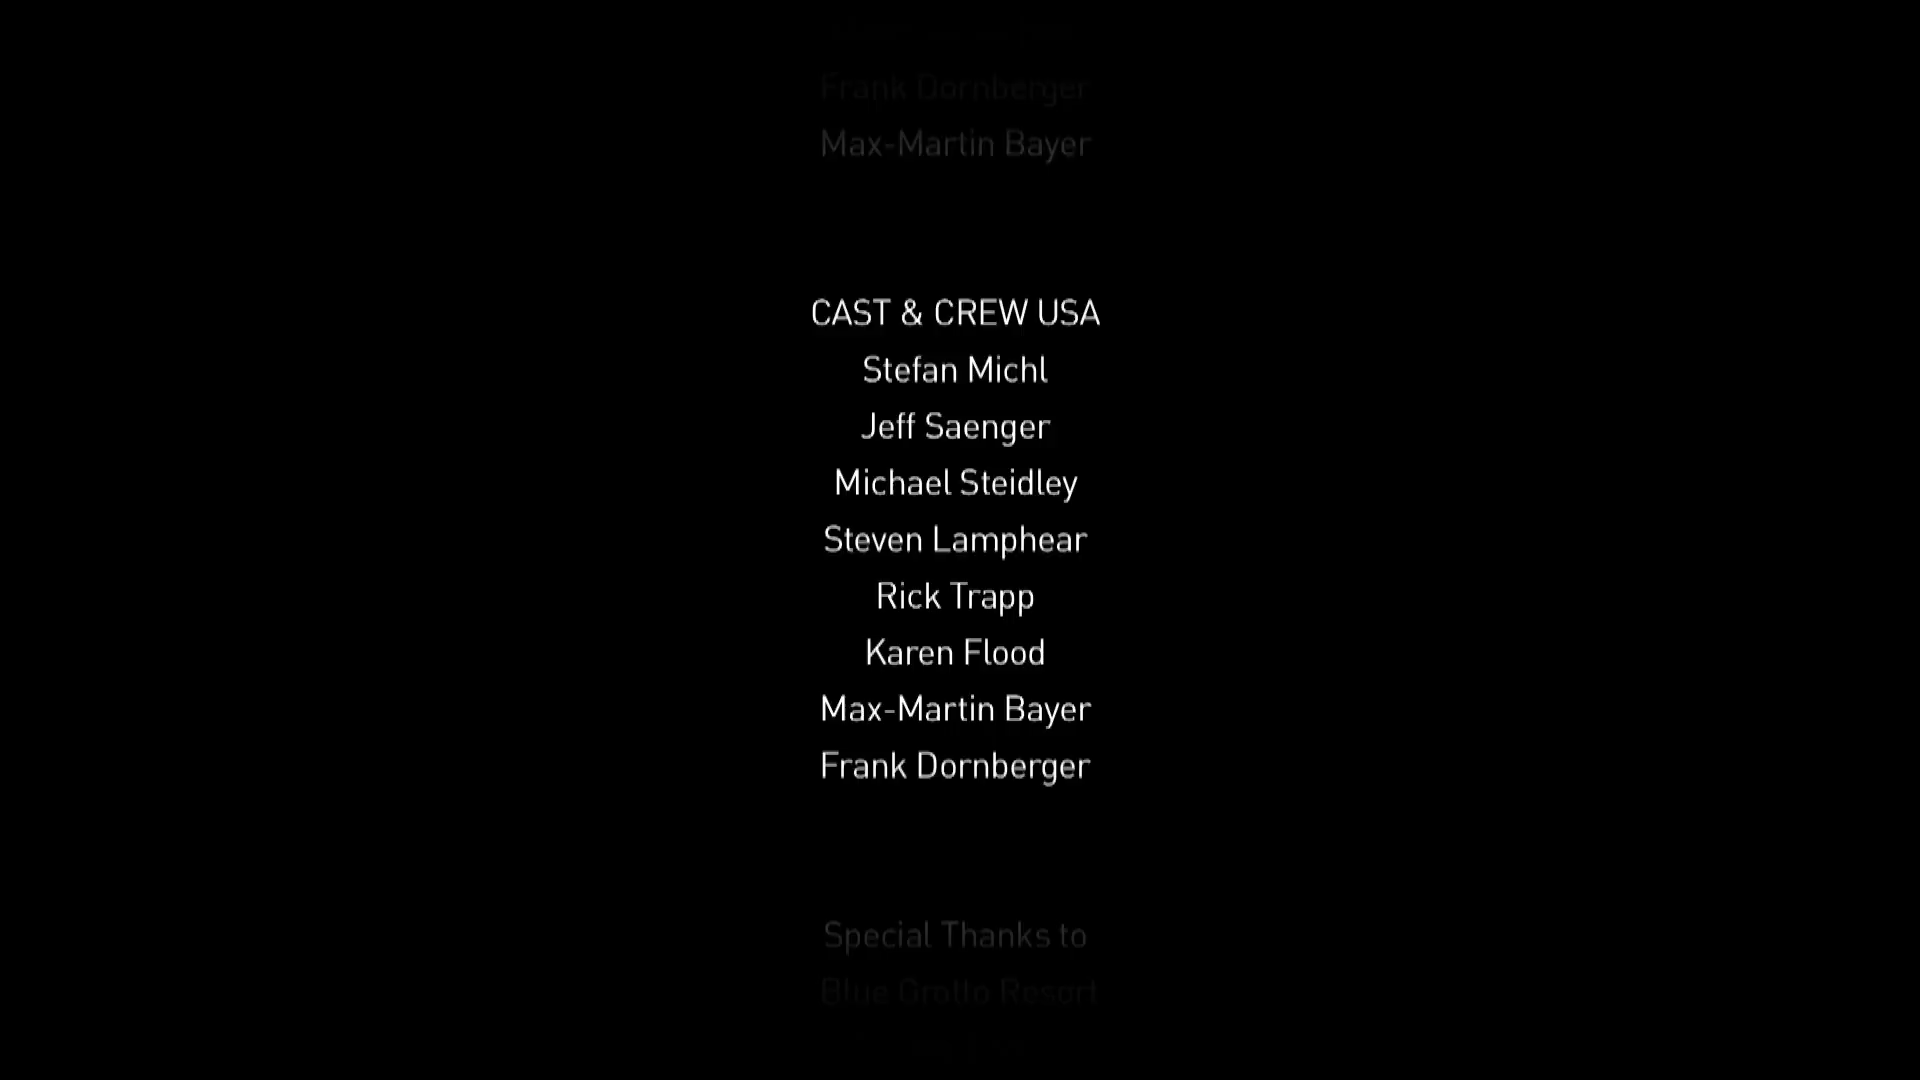 Frank Dornberger
Max-Martin Bayer
CAST & CREW USA
Stefan Michl
Jeff Saenger
Michael Steidley
Steven Lamphear
Rick Trapp
Karen Flood
Max-Martin Bayer
Frank Dornberger
Special Thanks to
Blue Grotto Resort